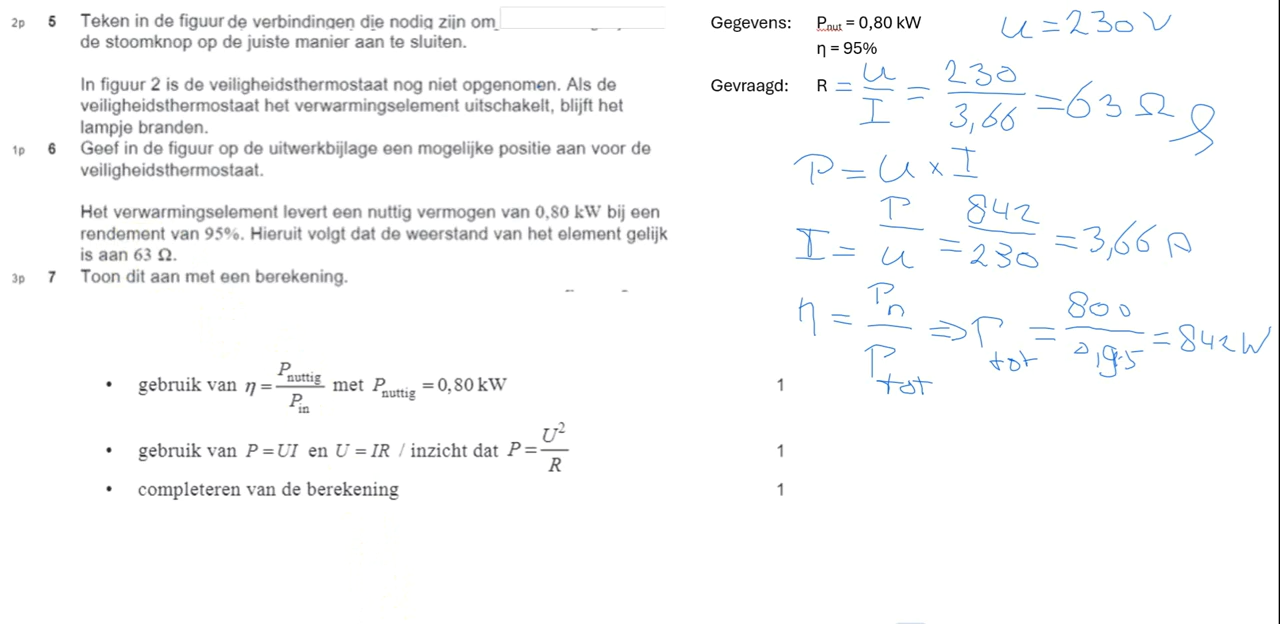 2p 5 Teken in de figuur de verbindingen die nodig zijn om
de stoomknop op de juiste manier aan te sluiten.
In figuur 2 is de veiligheidsthermostaat nog niet opgenomen. Als de
veiligheidsthermostaat het verwarmingselement uitschakelt, blijft het
lampje branden.
1p 6 Geef in de figuur op de uitwerkbijlage een mogelijke positie aan voor de
veiligheidsthermostaat.
Het verwarmingselement levert een nuttig vermogen van 0,80 kW bij een
rendement van 95%. Hieruit volgt dat de weerstand van het element gelijk
is aan 63 Ω.
3p 7 Toon dit aan met een berekening.
• gebruik van η = P_nuttig / P_in met P_nuttig = 0,80 kW 1
• gebruik van P = UI en U = IR / inzicht dat P = U² / R 1
• completeren van de berekening 1
Gegevens: P_nut = 0,80 kW U = 230 V
η = 95%
Gevraagd: R = U / I = 230 / 3,66 = 63 Ω
P = U × I
I = P / U = 842 / 230 = 3,66 A
η = P_n / P_tot ⇒ P_tot = 800 / 0,95 = 842 W